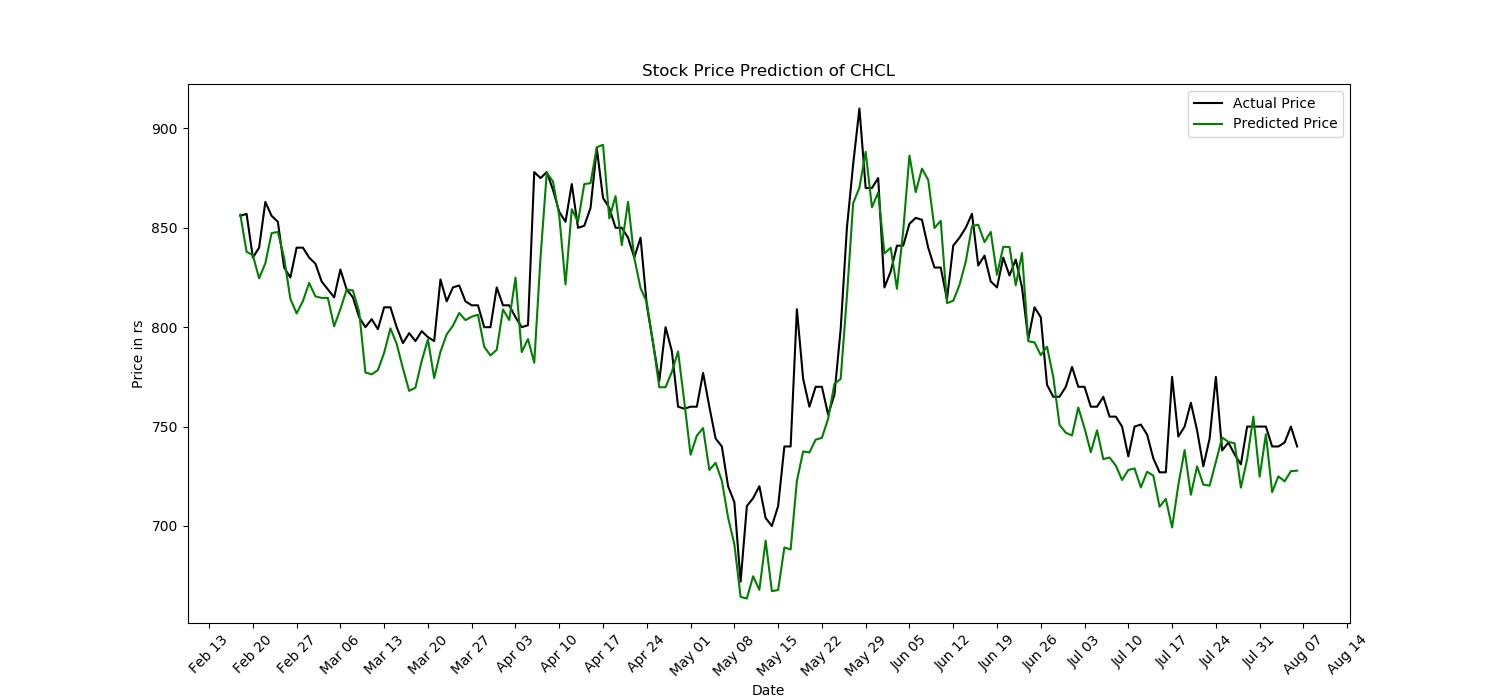 Stock Price Prediction of CHCL
Actual Price
Predicted Price
900
850
800
750
700
Price in rs
Feb 13
Feb 20
Feb 27
Mar 06
Mar 13
Mar 20
Mar 27
Apr 03
Apr 10
Apr 17
Apr 24
May 01
May 08
May 15
May 22
May 29
Jun 05
Jun 12
Jun 19
Jun 26
Jul 03
Jul 10
Jul 17
Jul 24
Jul 31
Aug 07
Aug 14
Date